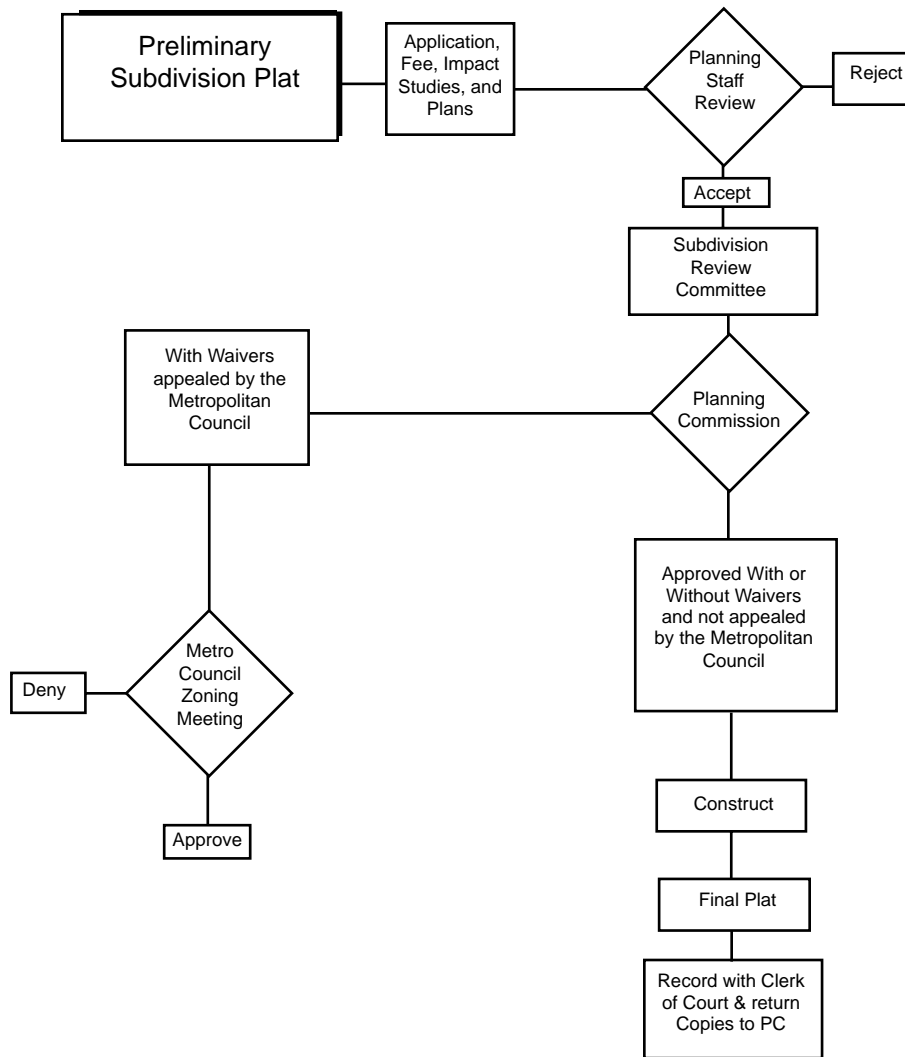 Preliminary
Subdivision Plat
Application,
Fee, Impact
Studies, and
Plans
Planning
Staff
Review
Reject
Accept
Subdivision
Review
Committee
With Waivers
appealed by the
Metropolitan
Council
Planning
Commission
Approved With or
Without Waivers
and not appealed
by the Metropolitan
Council
Metro
Council
Zoning
Meeting
Deny
Approve
Construct
Final Plat
Record with Clerk
of Court & return
Copies to PC